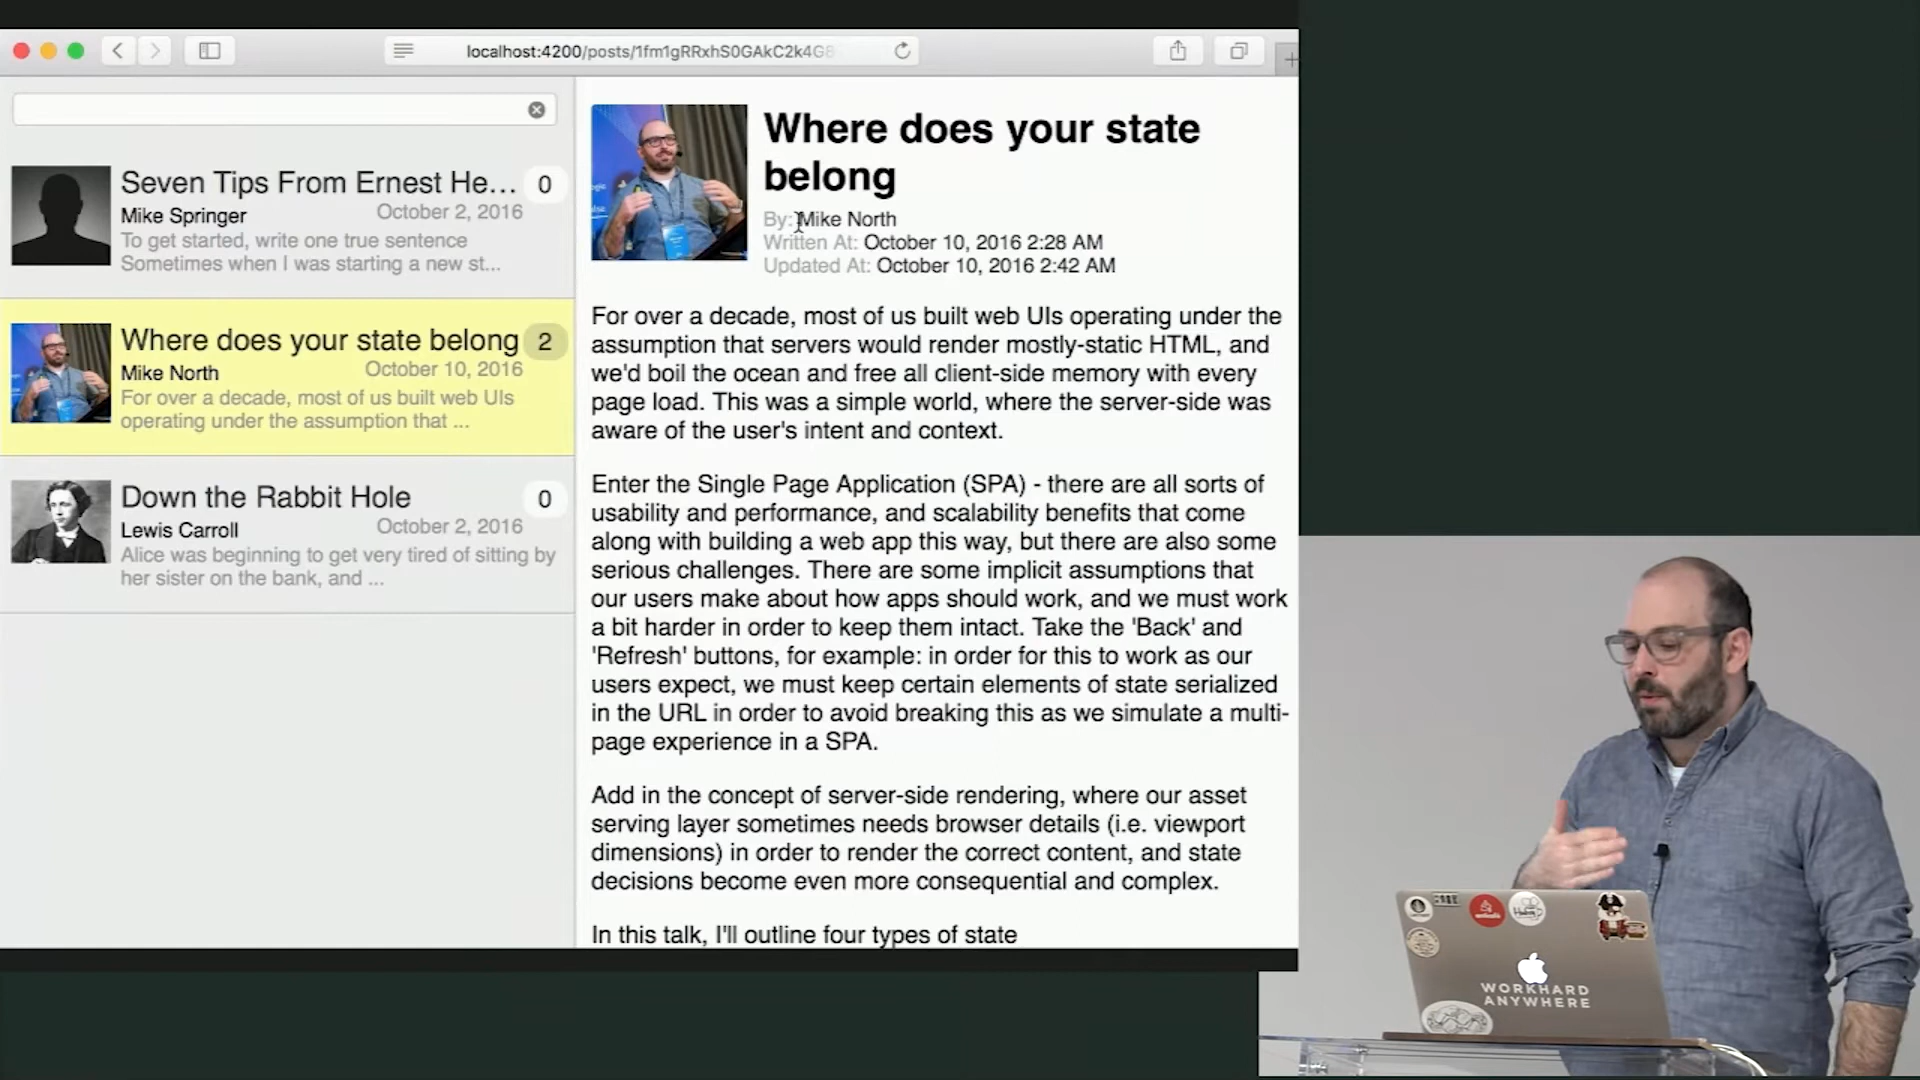 localhost:4200/posts/1fm1gRRxhS0GAkC2k4G8
Seven Tips From Ernest He... 0
Mike Springer October 2, 2016
To get started, write one true sentence
Sometimes when I was starting a new st...
Where does your state belong 2
Mike North October 10, 2016
For over a decade, most of us built web UIs
operating under the assumption that ...
Down the Rabbit Hole 0
Lewis Carroll October 2, 2016
Alice was beginning to get very tired of sitting by
her sister on the bank, and ...
Where does your state
belong
By: Mike North
Written At: October 10, 2016 2:28 AM
Updated At: October 10, 2016 2:42 AM
For over a decade, most of us built web UIs operating under the
assumption that servers would render mostly-static HTML, and
we'd boil the ocean and free all client-side memory with every
page load. This was a simple world, where the server-side was
aware of the user's intent and context.
Enter the Single Page Application (SPA) - there are all sorts of
usability and performance, and scalability benefits that come
along with building a web app this way, but there are also some
serious challenges. There are some implicit assumptions that
our users make about how apps should work, and we must work
a bit harder in order to keep them intact. Take the 'Back' and
'Refresh' buttons, for example: in order for this to work as our
users expect, we must keep certain elements of state serialized
in the URL in order to avoid breaking this as we simulate a multi-
page experience in a SPA.
Add in the concept of server-side rendering, where our asset
serving layer sometimes needs browser details (i.e. viewport
dimensions) in order to render the correct content, and state
decisions become even more consequential and complex.
In this talk, I'll outline four types of state
WORKHARD
ANYWHERE